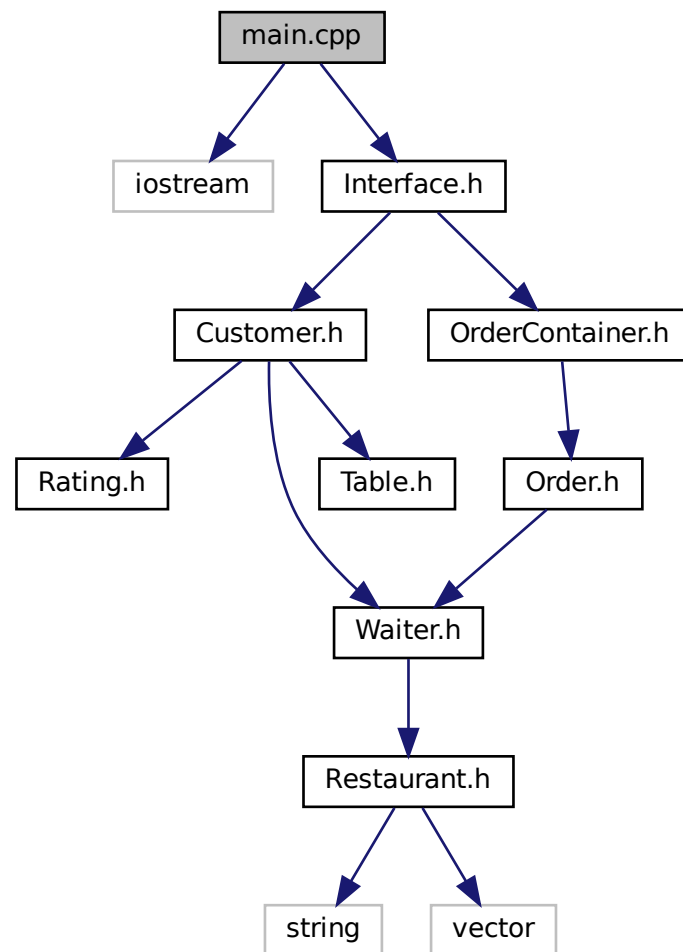 main.cpp
iostream
Interface.h
Customer.h
OrderContainer.h
Rating.h
Table.h
Order.h
Waiter.h
Restaurant.h
string
vector